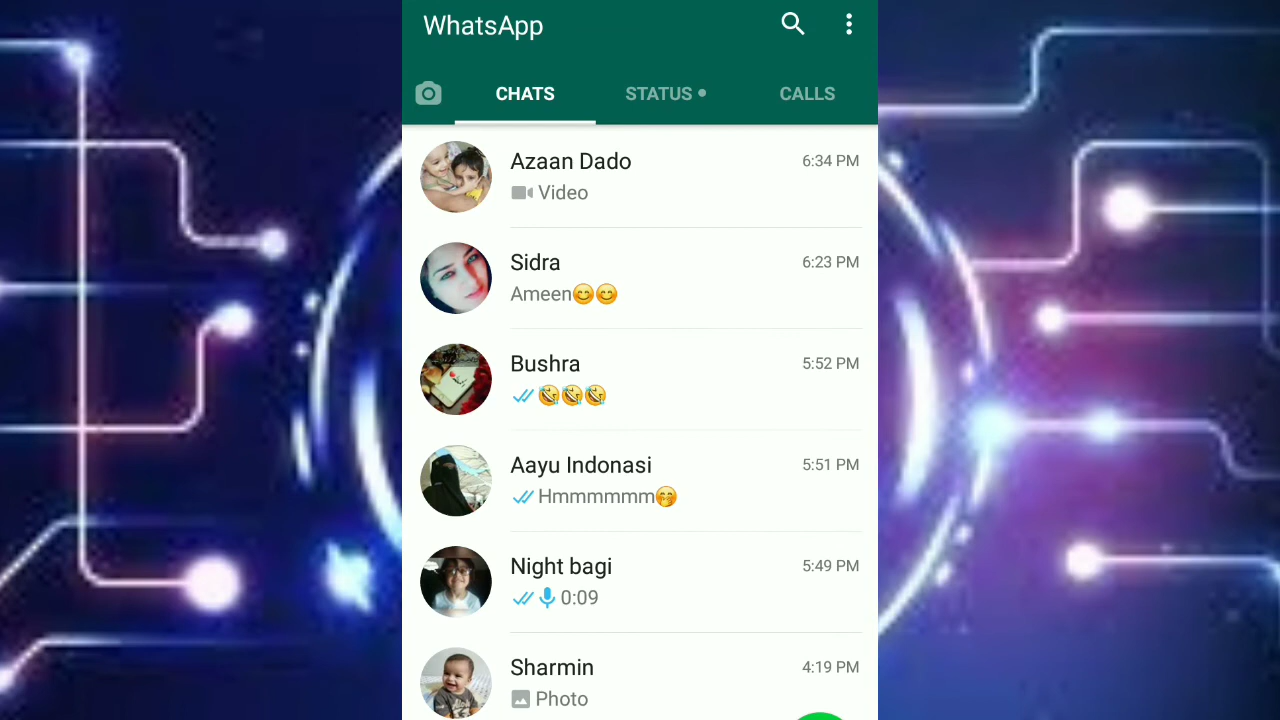 WhatsApp
CHATS STATUS • CALLS
Azaan Dado 6:34 PM
Video
Sidra 6:23 PM
Ameen😊😊
Bushra 5:52 PM
🤣🤣🤣
Aayu Indonasi 5:51 PM
Hmmmmmm🤭
Night bagi 5:49 PM
0:09
Sharmin 4:19 PM
Photo